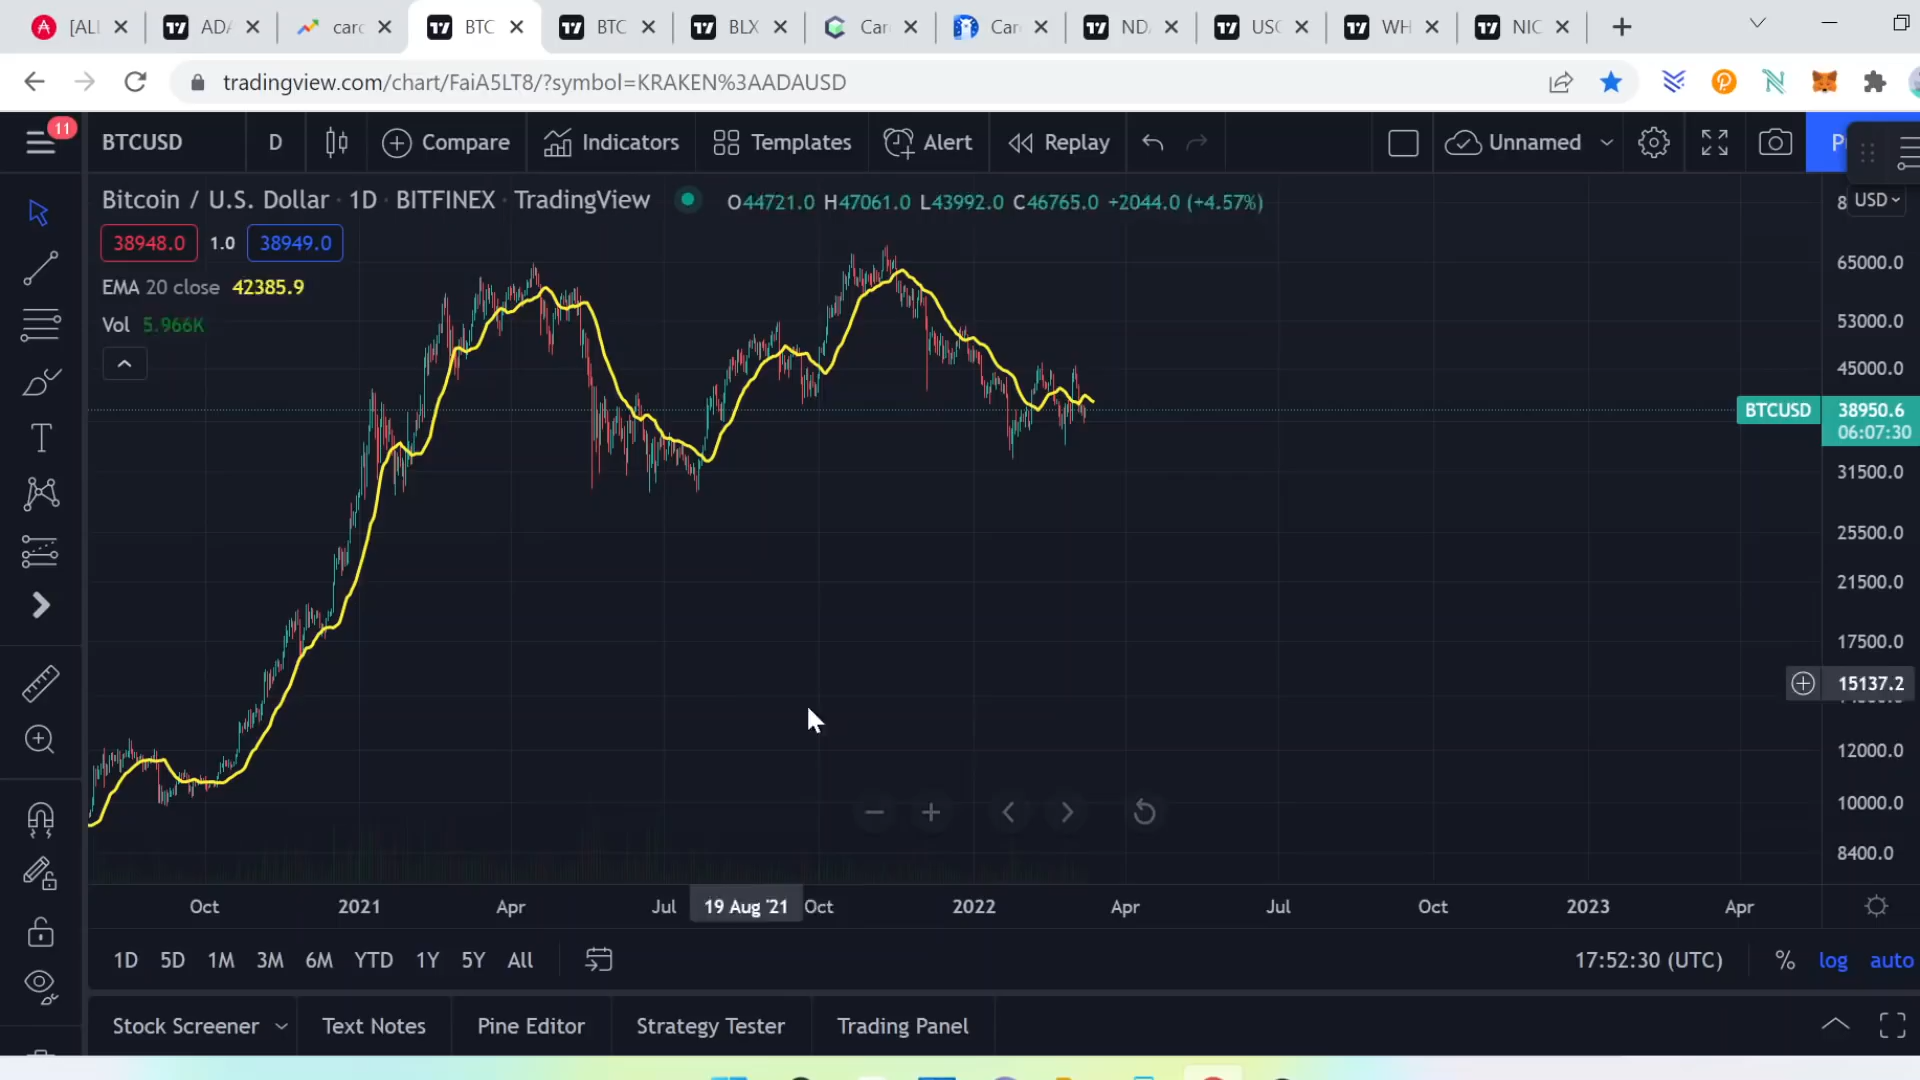 [ALL
ADA
card
BTC
BTC
BLX
Car
Car
USC
WH
NIC
tradingview.com/chart/FaiA5LT8/?symbol=KRAKEN%3AADAUSD
11
BTCUSD
D
Compare
Indicators
Templates
Alert
Replay
Unnamed
Bitcoin / U.S. Dollar · 1D · BITFINEX · TradingView
O44721.0 H47061.0 L43992.0 C46765.0 +2044.0 (+4.57%)
USD
38948.0 1.0 38949.0
EMA 20 close 42385.9
Vol 5.966K
65000.0
53000.0
45000.0
BTCUSD 38950.6
06:07:30
31500.0
25500.0
21500.0
17500.0
15137.2
12000.0
10000.0
8400.0
Oct 2021 Apr Jul 19 Aug '21 Oct 2022 Apr Jul Oct 2023 Apr
1D 5D 1M 3M 6M YTD 1Y 5Y All
17:52:30 (UTC) % log auto
Stock Screener Text Notes Pine Editor Strategy Tester Trading Panel